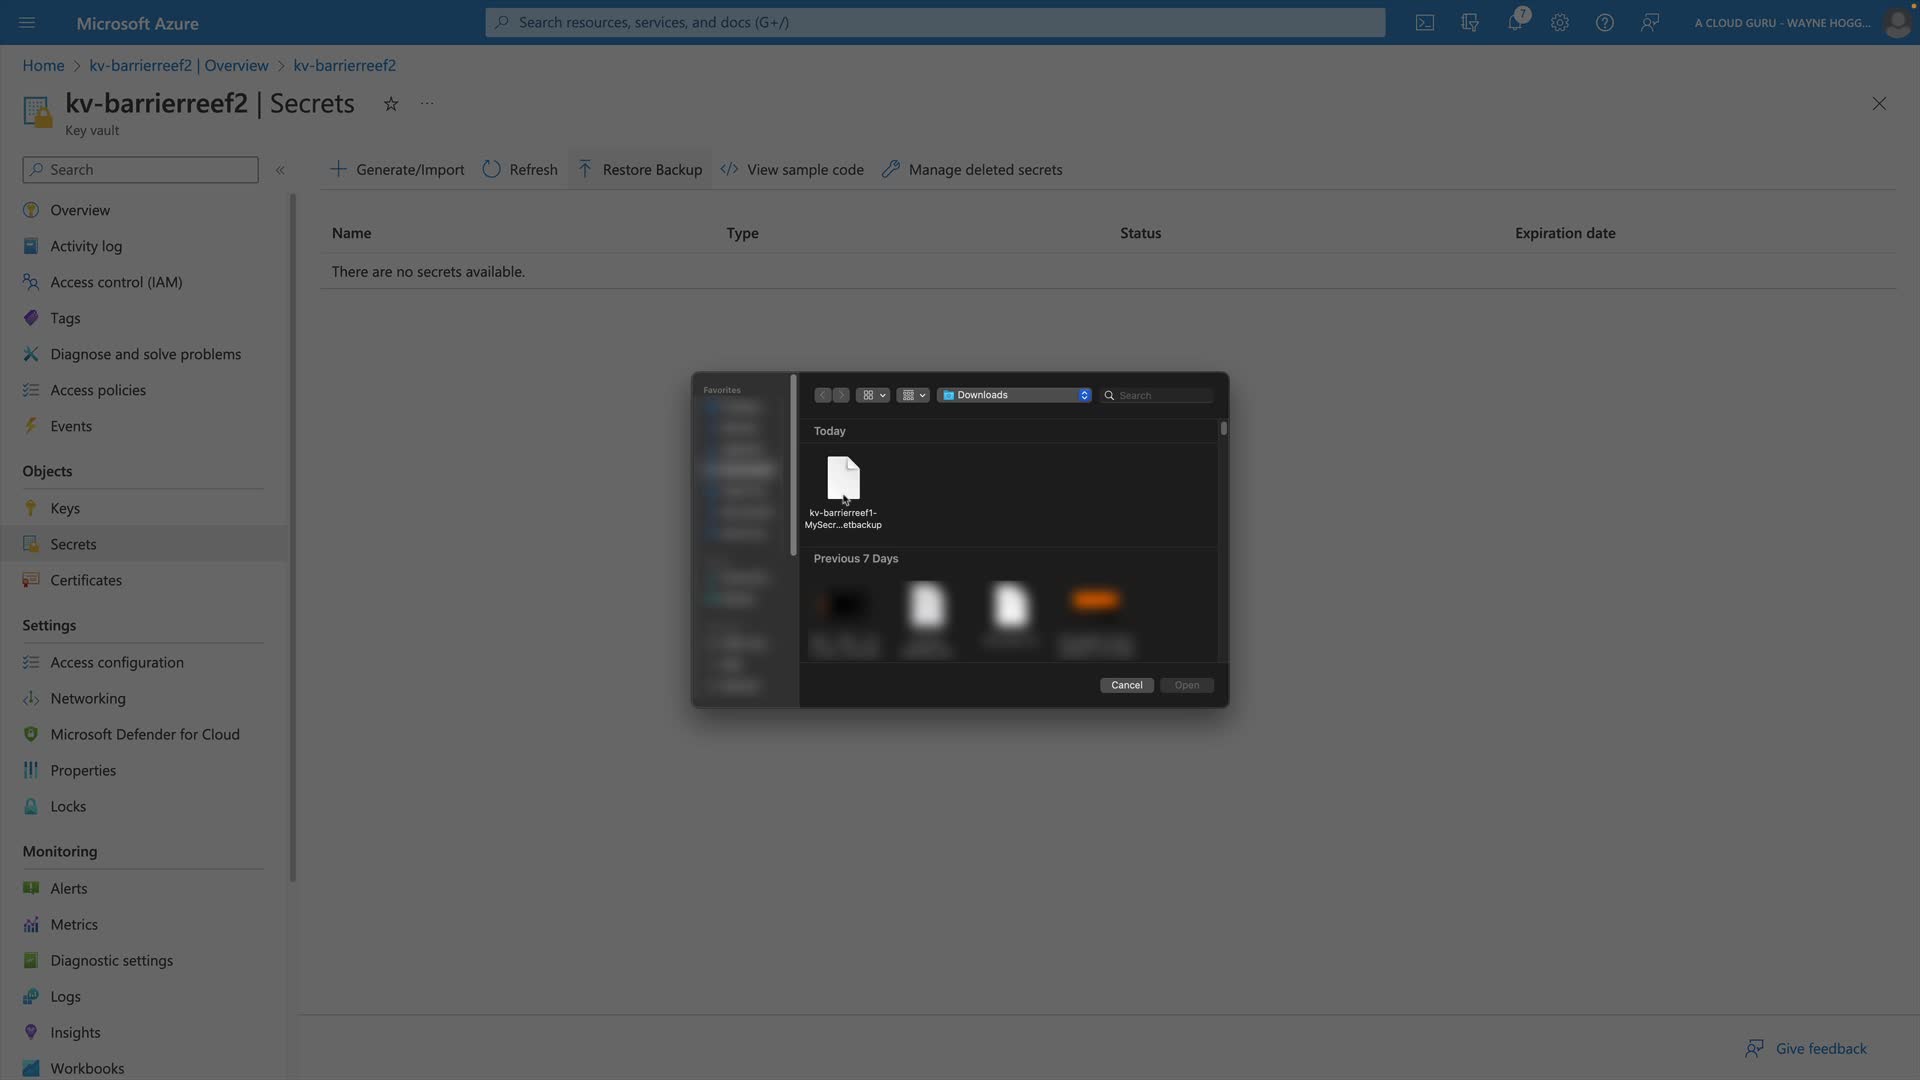 Microsoft Azure
Search resources, services, and docs (G+/)
7
A CLOUD GURU - WAYNE HOGG...
Home > kv-barrierreef2 | Overview > kv-barrierreef2
kv-barrierreef2 | Secrets
...
Key vault
Search
«
Generate/Import
Refresh
Restore Backup
View sample code
Manage deleted secrets
Name
Type
Status
Expiration date
There are no secrets available.
Overview
Activity log
Access control (IAM)
Tags
Diagnose and solve problems
Access policies
Events
Objects
Keys
Secrets
Certificates
Settings
Access configuration
Networking
Microsoft Defender for Cloud
Properties
Locks
Monitoring
Alerts
Metrics
Diagnostic settings
Logs
Insights
Workbooks
Favorites
Downloads
Search
Today
kv-barrierreef1-
MySecr...etbackup
Previous 7 Days
Cancel
Open
Give feedback